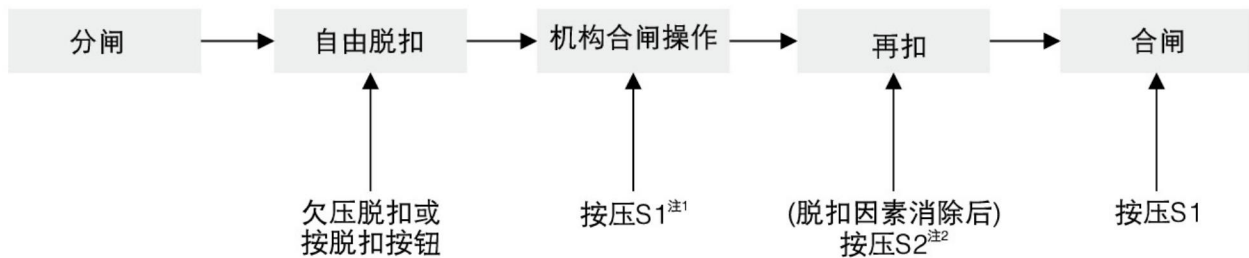 分闸
自由脱扣
机构合闸操作
再扣
合闸
欠压脱扣或
按脱扣按钮
按压S1注1
(脱扣因素消除后)
按压S2注2
按压S1